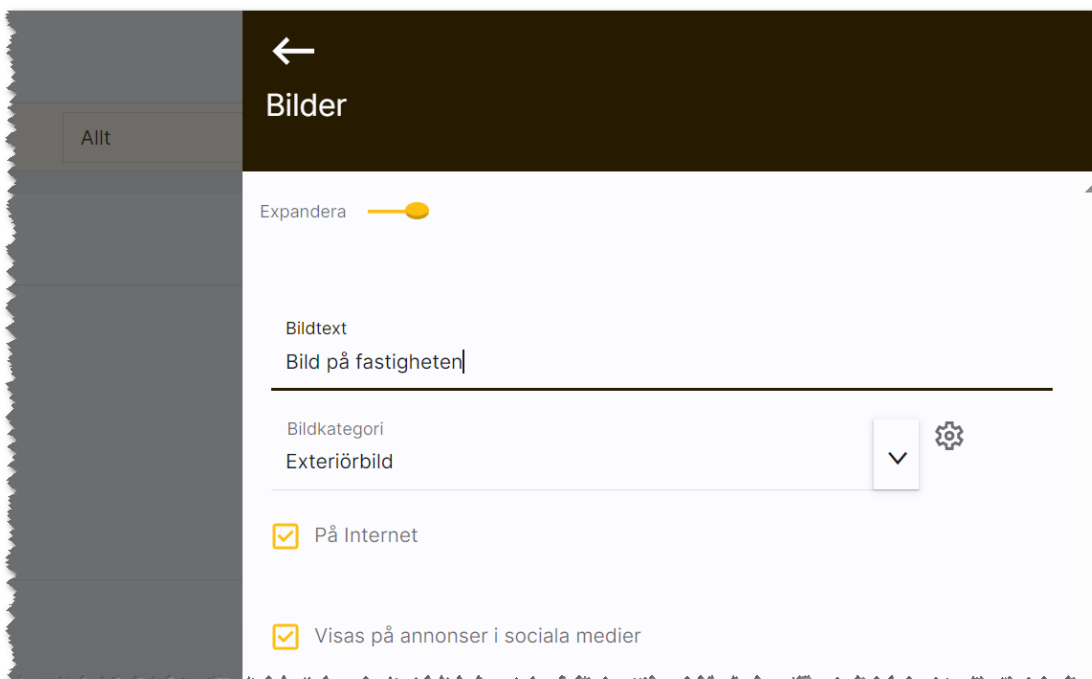 Allt
Bilder
Expandera
Bildtext
Bild på fastigheten
Bildkategori
Exteriörbild
På Internet
Visas på annonser i sociala medier